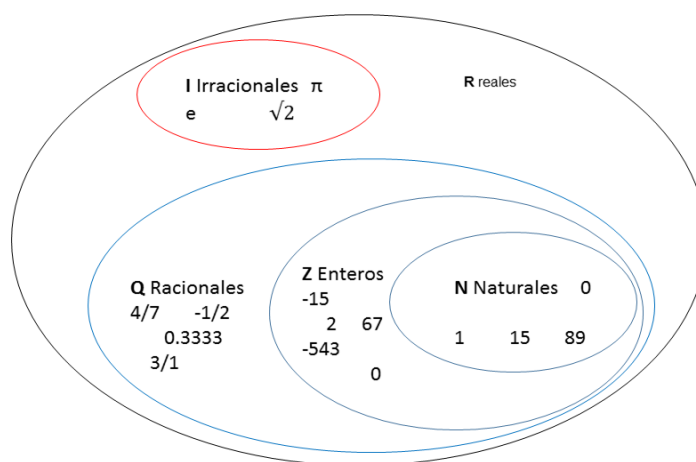 I Irracionales π
e √2
R reales
Q Racionales
4/7 -1/2
0.3333
3/1
Z Enteros
-15
2 67
-543
0
N Naturales 0
1 15 89